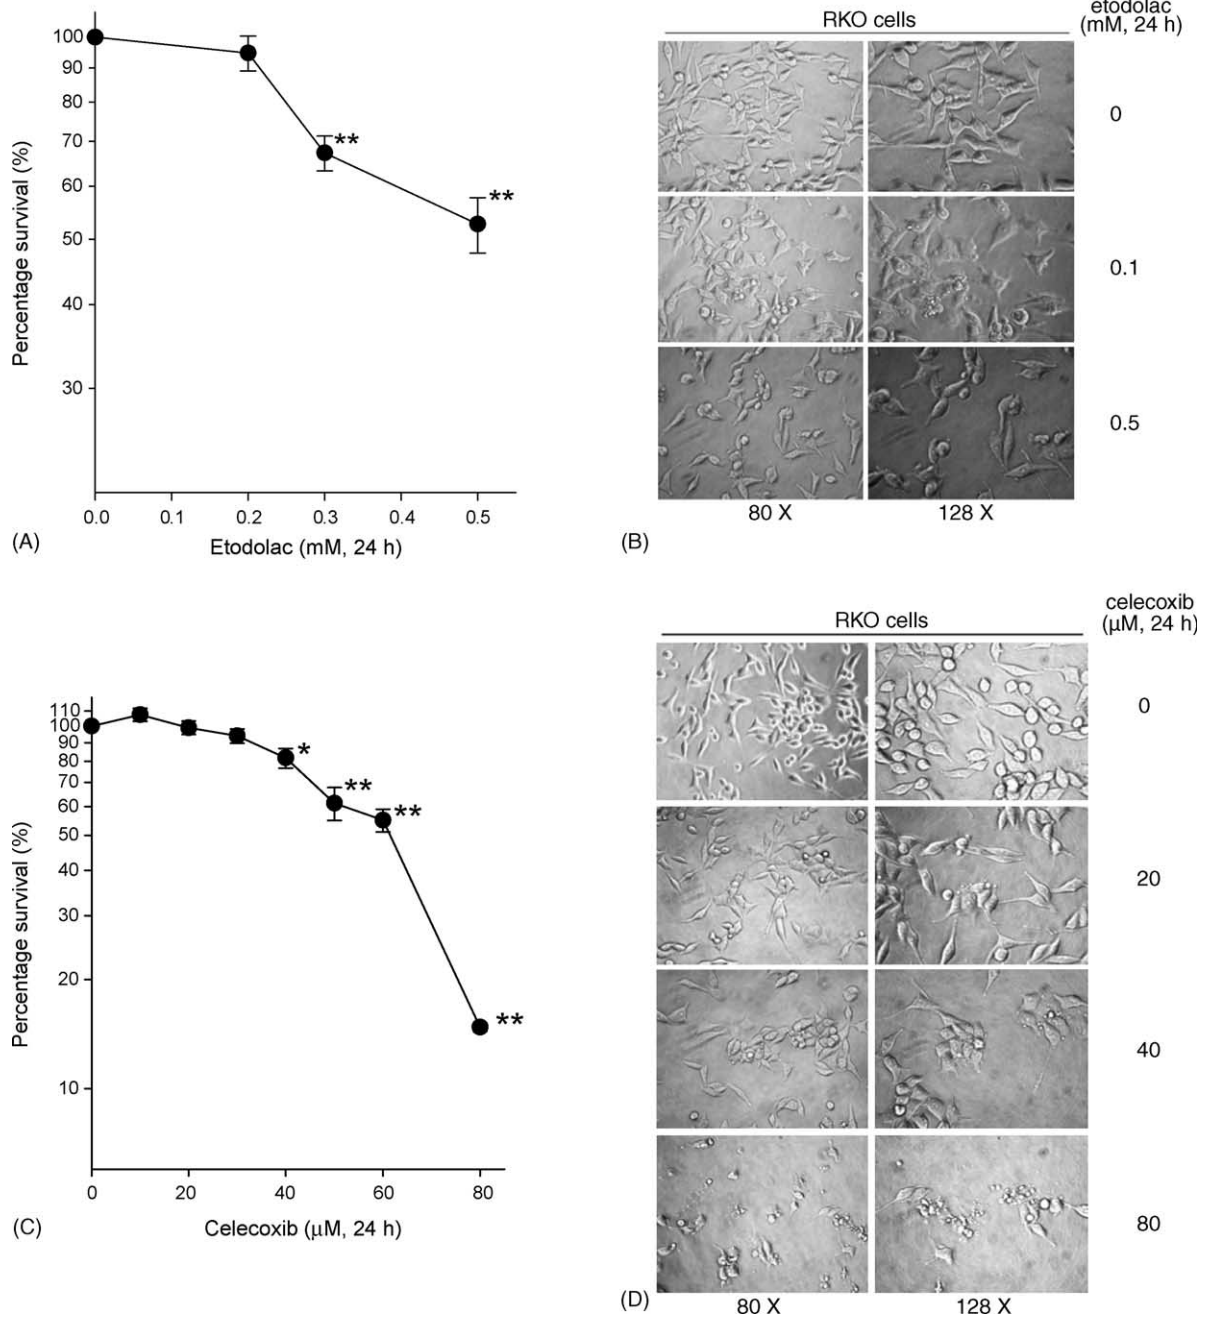 100
90
80
70
60
50
40
30
Percentage survival (%)
**
**
0.0 0.1 0.2 0.3 0.4 0.5
Etodolac (mM, 24 h)
(A)
RKO cells
etodolac
(mM, 24 h)
0
0.1
0.5
80 X 128 X
(B)
110
100
90
80
70
60
50
40
30
20
10
Percentage survival (%)
*
**
**
**
0 20 40 60 80
Celecoxib (μM, 24 h)
(C)
RKO cells
celecoxib
(μM, 24 h)
0
20
40
80
80 X 128 X
(D)